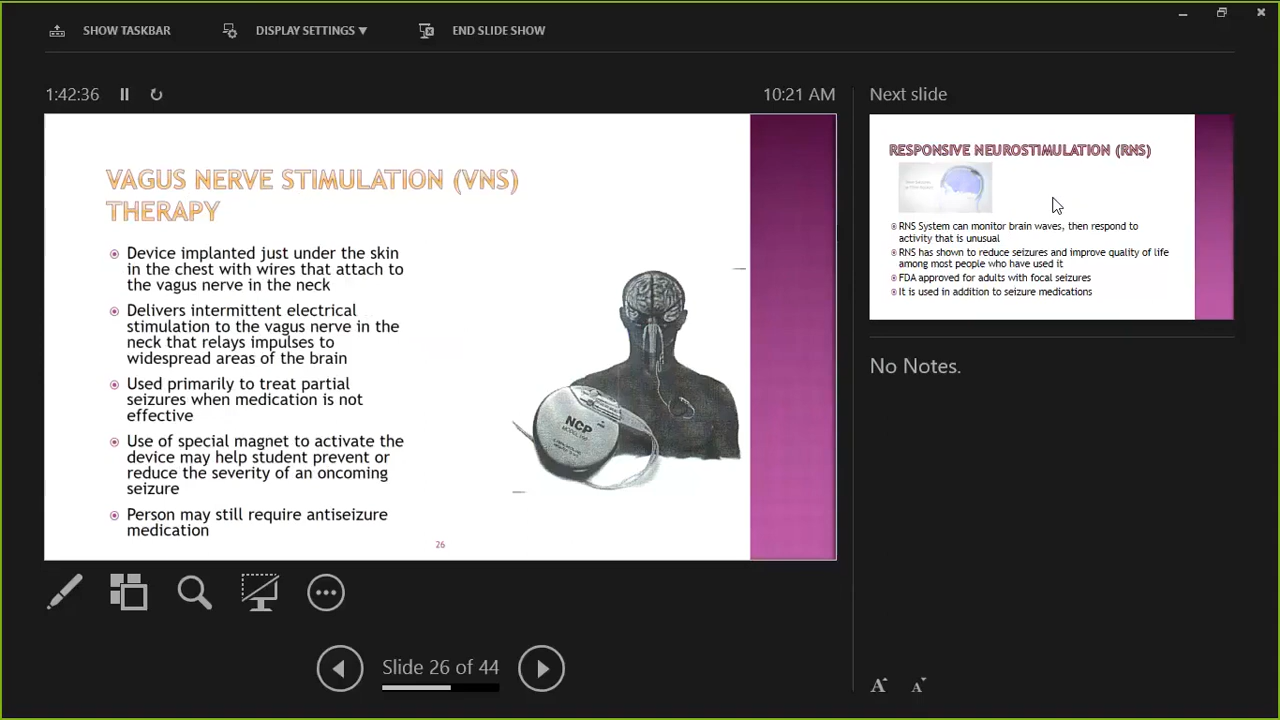 SHOW TASKBAR
DISPLAY SETTINGS ▼
END SLIDE SHOW
1:42:36
10:21 AM
VAGUS NERVE STIMULATION (VNS)
THERAPY
Device implanted just under the skin
in the chest with wires that attach to
the vagus nerve in the neck
Delivers intermittent electrical
stimulation to the vagus nerve in the
neck that relays impulses to
widespread areas of the brain
Used primarily to treat partial
seizures when medication is not
effective
Use of special magnet to activate the
device may help student prevent or
reduce the severity of an oncoming
seizure
Person may still require antiseizure
medication
NCP
26
Slide 26 of 44
Next slide
RESPONSIVE NEUROSTIMULATION (RNS)
RNS System can monitor brain waves, then respond to
activity that is unusual
RNS has shown to reduce seizures and improve quality of life
among most people who have used it
FDA approved for adults with focal seizures
It is used in addition to seizure medications
No Notes.
A
A